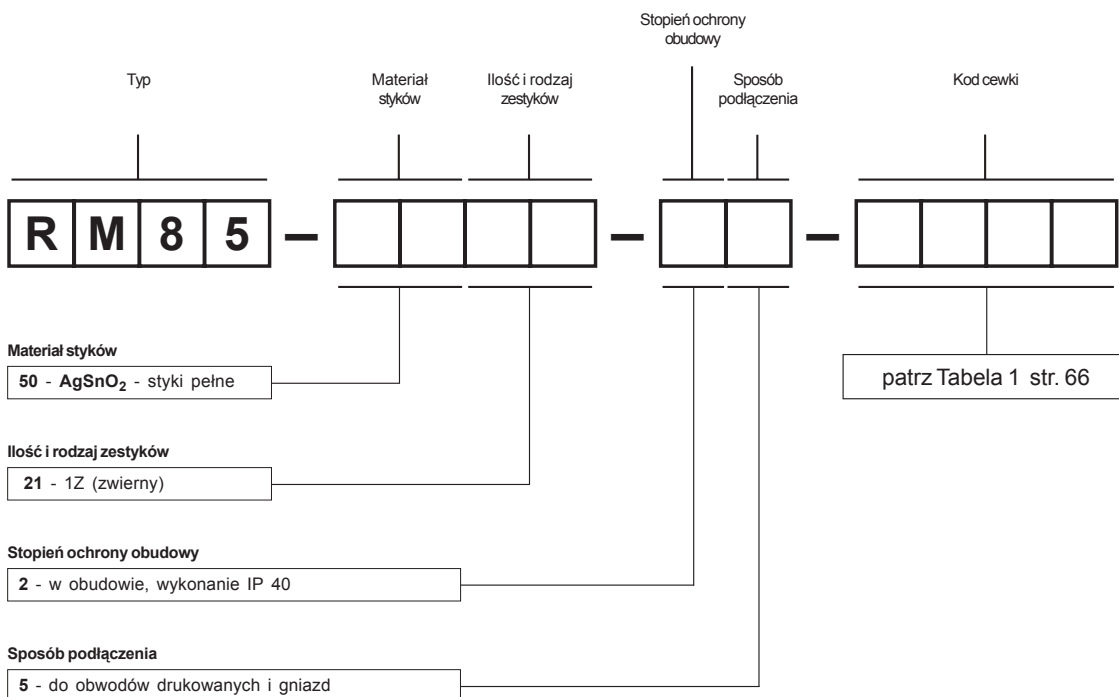 Stopień ochrony
obudowy
Typ
Materiał
styków
Ilość i rodzaj
zestyków
Sposób
podłączenia
Kod cewki
R M 8 5 – – –
Materiał styków
50 - AgSnO₂ - styki pełne
patrz Tabela 1 str. 66
Ilość i rodzaj zestyków
21 - 1Z (zwierny)
Stopień ochrony obudowy
2 - w obudowie, wykonanie IP 40
Sposób podłączenia
5 - do obwodów drukowanych i gniazd